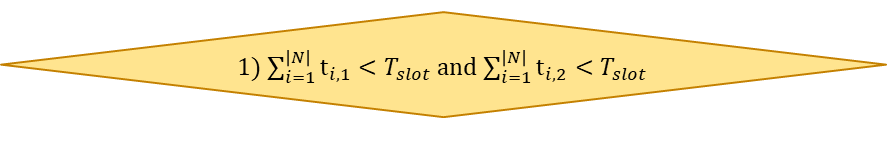 1) ∑_{i=1}^{|N|} t_{i,1} < T_{slot} and ∑_{i=1}^{|N|} t_{i,2} < T_{slot}